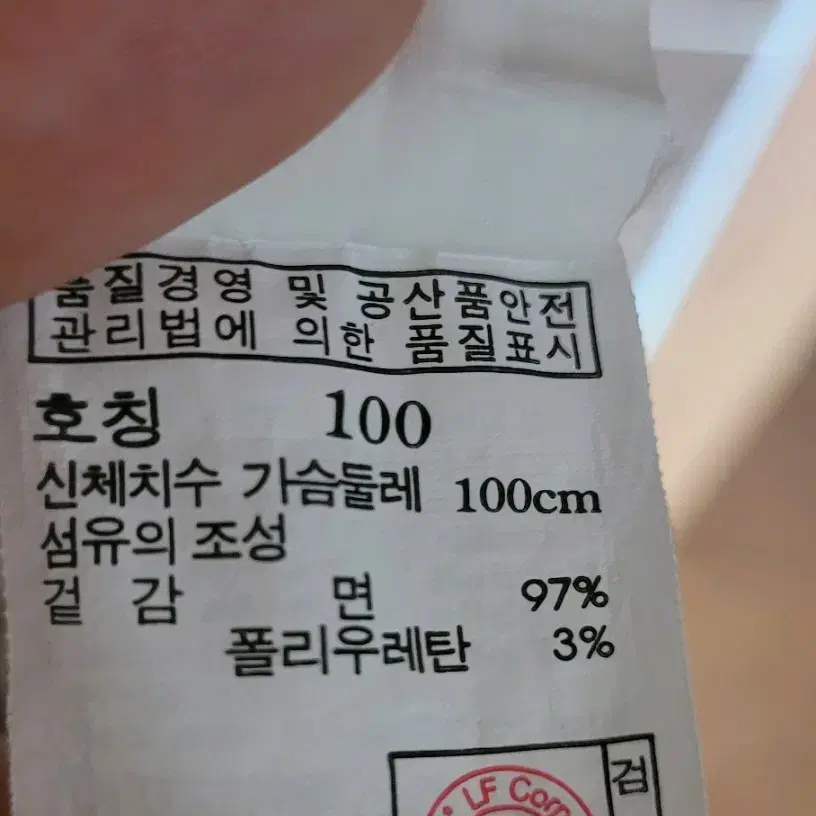 품질경영 및 공산품안전
관리법에 의한 품질표시
호칭 100
신체치수 가슴둘레 100cm
섬유의 조성
겉감 면 97%
폴리우레탄 3%
검
LF Com